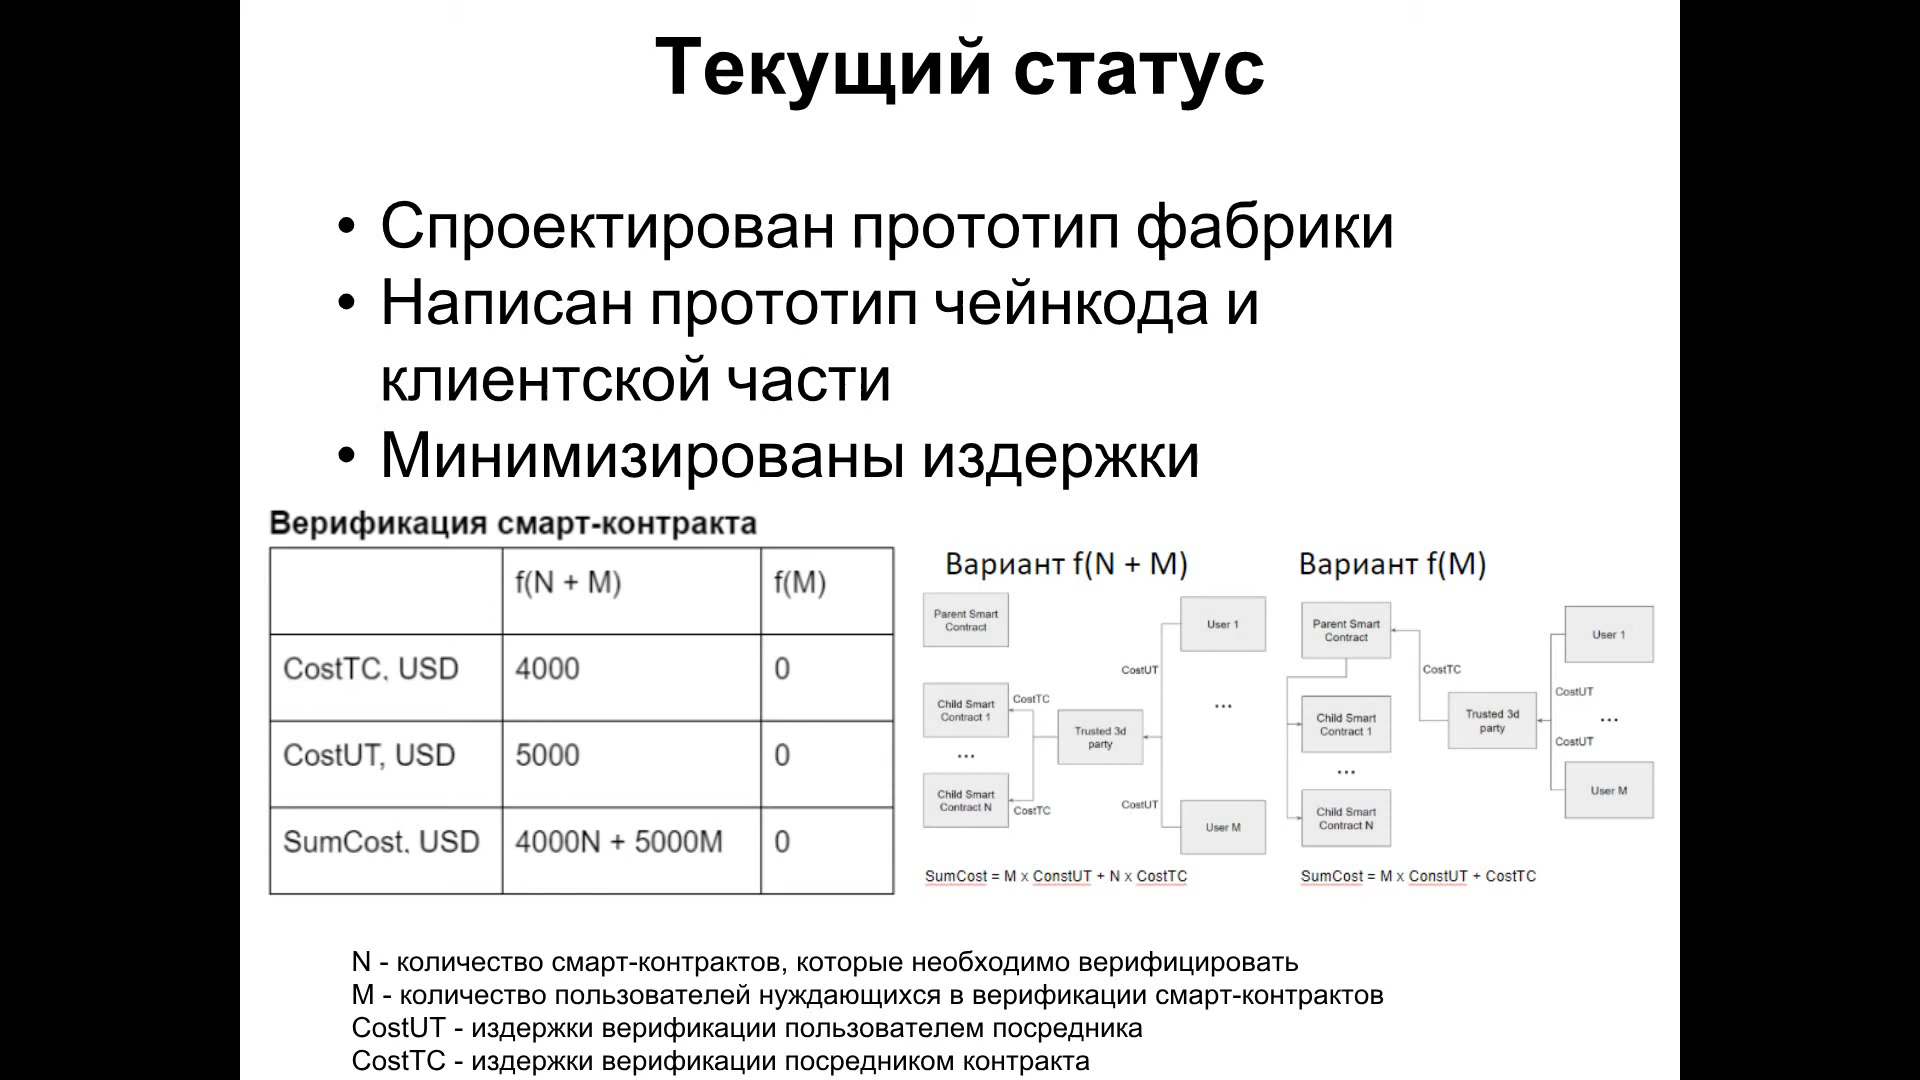 Текущий статус
• Спроектирован прототип фабрики
• Написан прототип чейнкода и
клиентской части
• Минимизированы издержки
Верификация смарт-контракта
f(N + M) f(M)
CostTC, USD 4000 0
CostUT, USD 5000 0
SumCost, USD 4000N + 5000M 0
Вариант f(N + M)
Parent Smart
Contract
User 1
CostUT
Child Smart
Contract 1
CostTC
...
Trusted 3d
party
...
Child Smart
Contract N
CostTC
CostUT
User M
SumCost = M x ConstUT + N x CostTC
Вариант f(M)
Parent Smart
Contract
User 1
CostTC
CostUT
Child Smart
Contract 1
Trusted 3d
party
...
CostUT
...
Child Smart
Contract N
User M
SumCost = M x ConstUT + CostTC
N - количество смарт-контрактов, которые необходимо верифицировать
M - количество пользователей нуждающихся в верификации смарт-контрактов
CostUT - издержки верификации пользователем посредника
CostTC - издержки верификации посредником контракта